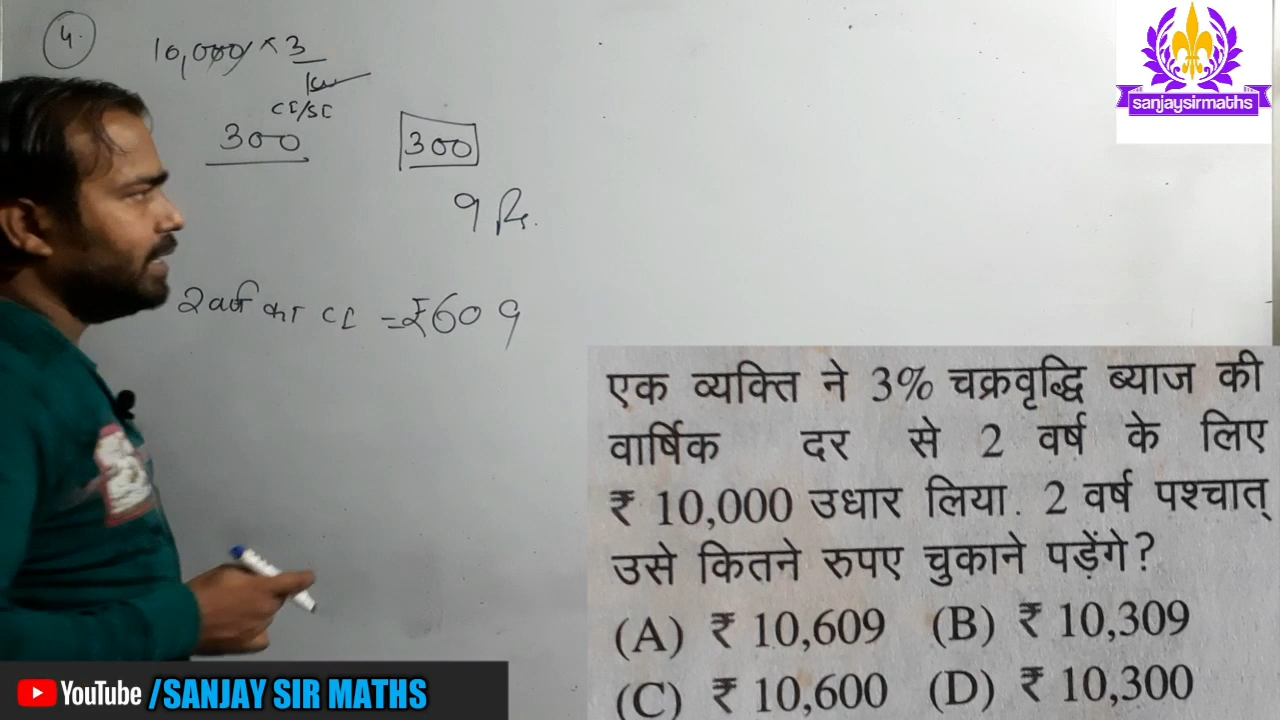 4.
10,000 × 3
CI/SI
300
300
9 Rs.
2 वर्ष का CI = ₹609
sanjaysirmaths
एक व्यक्ति ने 3% चक्रवृद्धि ब्याज की
वार्षिक दर से 2 वर्ष के लिए
₹ 10,000 उधार लिया. 2 वर्ष पश्चात्
उसे कितने रुपए चुकाने पड़ेंगे?
(A) ₹ 10,609 (B) ₹ 10,309
(C) ₹ 10,600 (D) ₹ 10,300
YouTube /SANJAY SIR MATHS